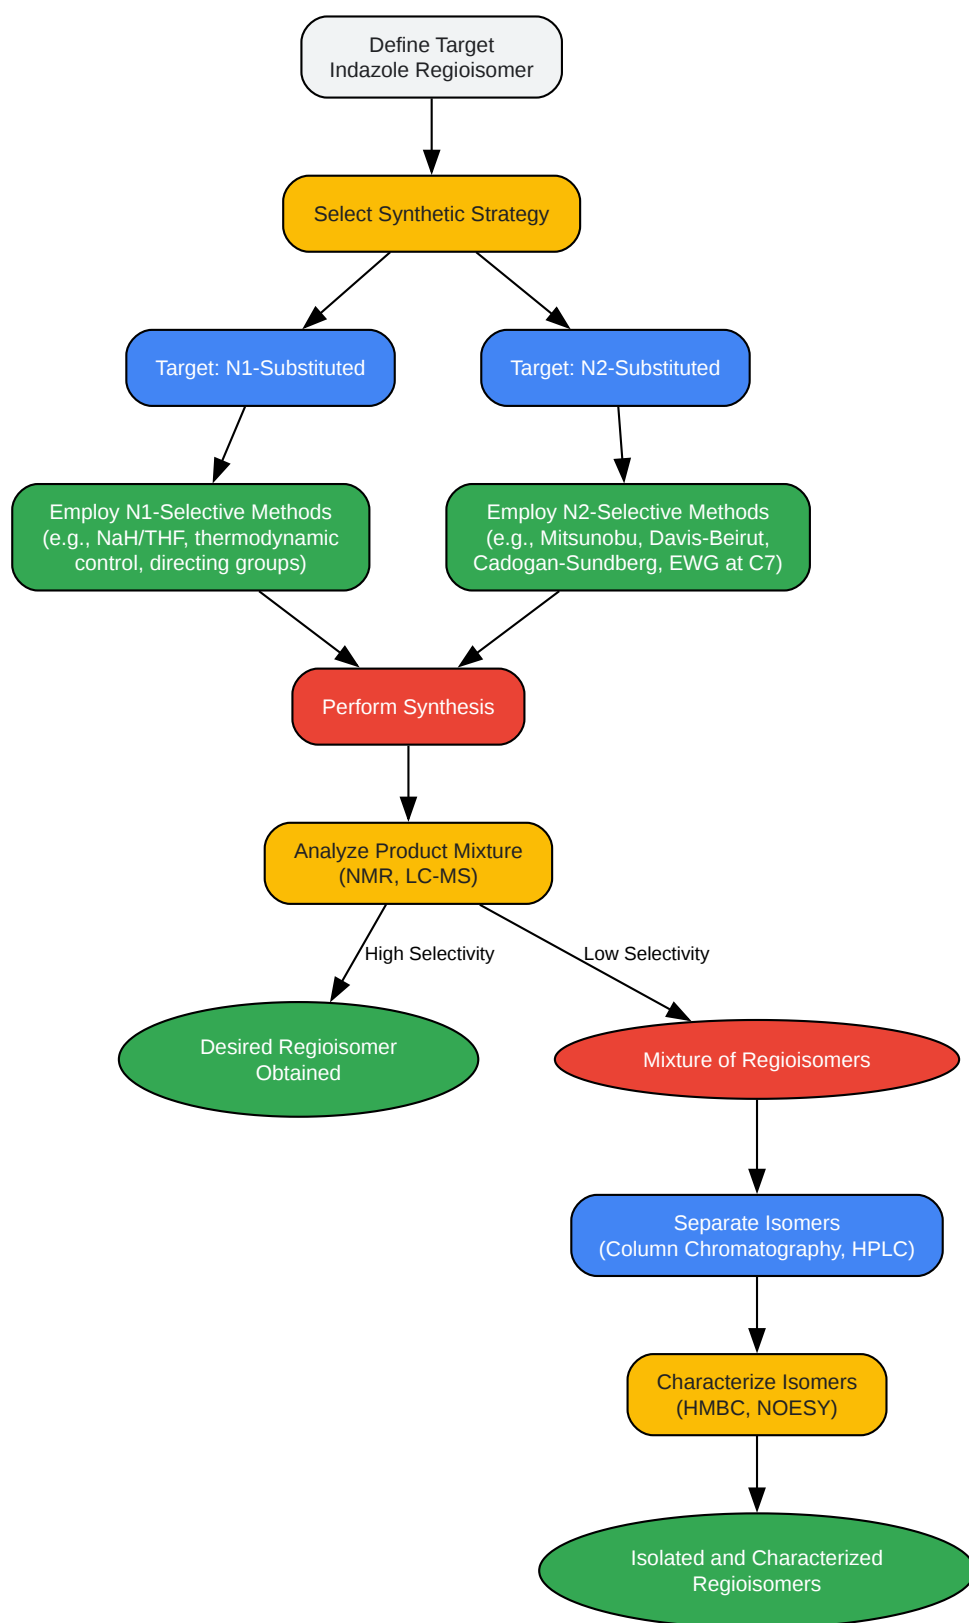 Define Target
Indazole Regioisomer
Select Synthetic Strategy
Target: N1-Substituted
Target: N2-Substituted
Employ N1-Selective Methods
(e.g., NaH/THF, thermodynamic
control, directing groups)
Employ N2-Selective Methods
(e.g., Mitsunobu, Davis-Beirut,
Cadogan-Sundberg, EWG at C7)
Perform Synthesis
Analyze Product Mixture
(NMR, LC-MS)
High Selectivity
Low Selectivity
Desired Regioisomer
Obtained
Mixture of Regioisomers
Separate Isomers
(Column Chromatography, HPLC)
Characterize Isomers
(HMBC, NOESY)
Isolated and Characterized
Regioisomers